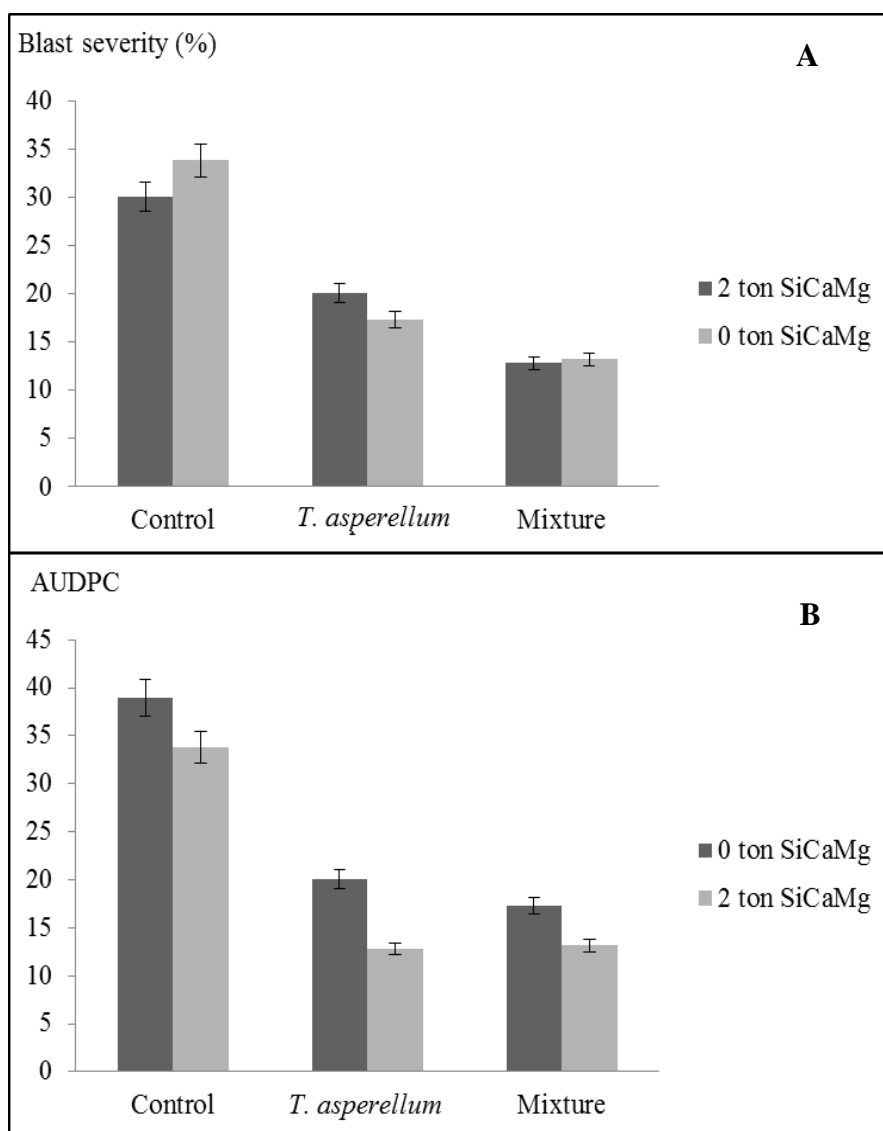 Blast severity (%)
A
40
35
30
25
20
15
10
5
0
Control
T. asperellum
Mixture
2 ton SiCaMg
0 ton SiCaMg
AUDPC
B
45
40
35
30
25
20
15
10
5
0
Control
T. asperellum
Mixture
0 ton SiCaMg
2 ton SiCaMg